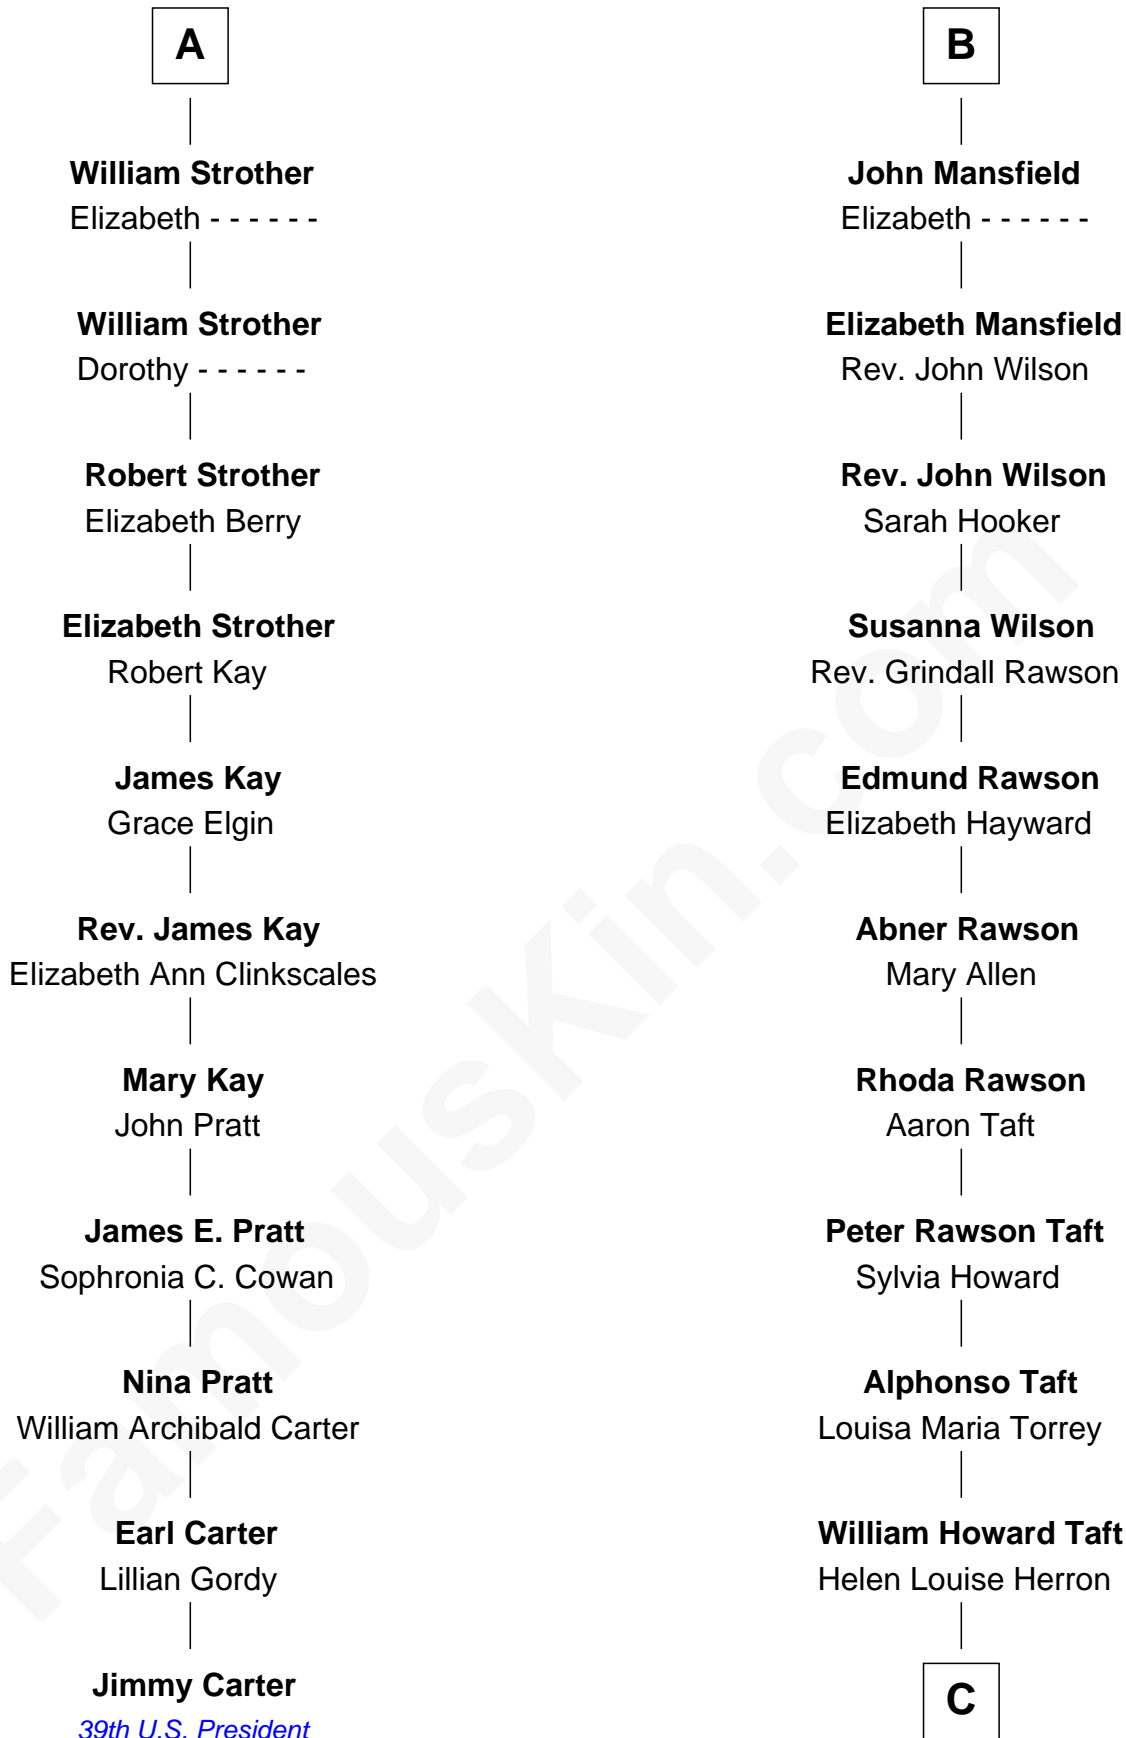 A
William Strother
Elizabeth - - - - - -
William Strother
Dorothy - - - - - -
Robert Strother
Elizabeth Berry
Elizabeth Strother
Robert Kay
James Kay
Grace Elgin
Rev. James Kay
Elizabeth Ann Clinkscales
Mary Kay
John Pratt
James E. Pratt
Sophronia C. Cowan
Nina Pratt
William Archibald Carter
Earl Carter
Lillian Gordy
Jimmy Carter
39th U.S. President
B
John Mansfield
Elizabeth - - - - - -
Elizabeth Mansfield
Rev. John Wilson
Rev. John Wilson
Sarah Hooker
Susanna Wilson
Rev. Grindall Rawson
Edmund Rawson
Elizabeth Hayward
Abner Rawson
Mary Allen
Rhoda Rawson
Aaron Taft
Peter Rawson Taft
Sylvia Howard
Alphonso Taft
Louisa Maria Torrey
William Howard Taft
Helen Louise Herron
C
FamousKin.com